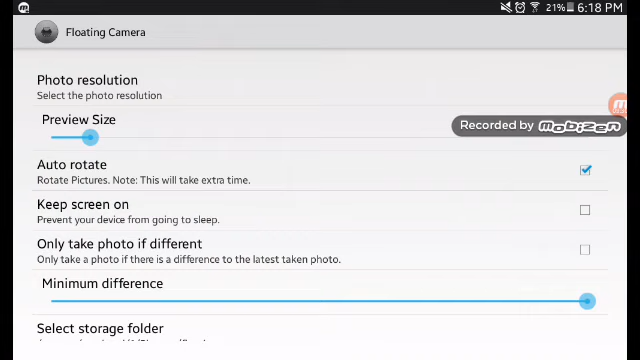 21% 6:18 PM
Floating Camera
Photo resolution
Select the photo resolution
Preview Size
Recorded by mobizen
Auto rotate
Rotate Pictures. Note: This will take extra time.
Keep screen on
Prevent your device from going to sleep.
Only take photo if different
Only take a photo if there is a difference to the latest taken photo.
Minimum difference
Select storage folder